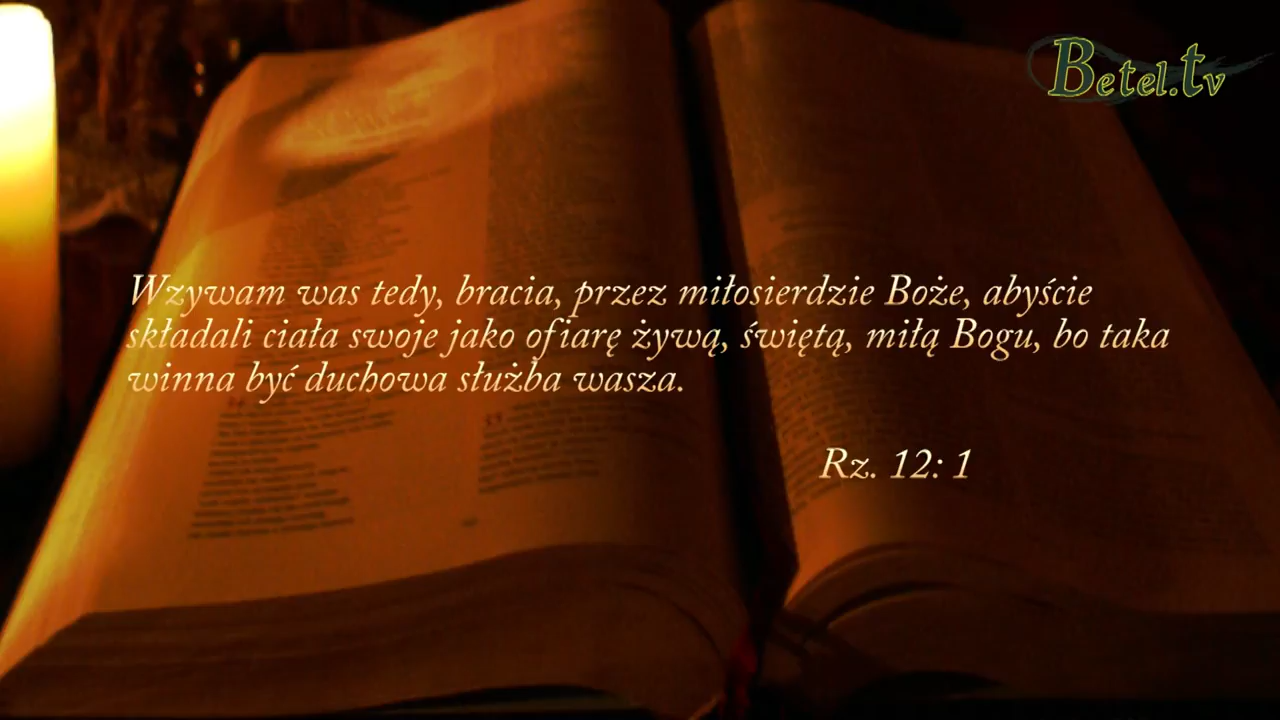 Betel.tv
Wzywam was tedy, bracia, przez miłosierdzie Boże, abyście
składali ciała swoje jako ofiarę żywą, świętą, miłą Bogu, bo taka
winna być duchowa służba wasza.
Rz. 12: 1